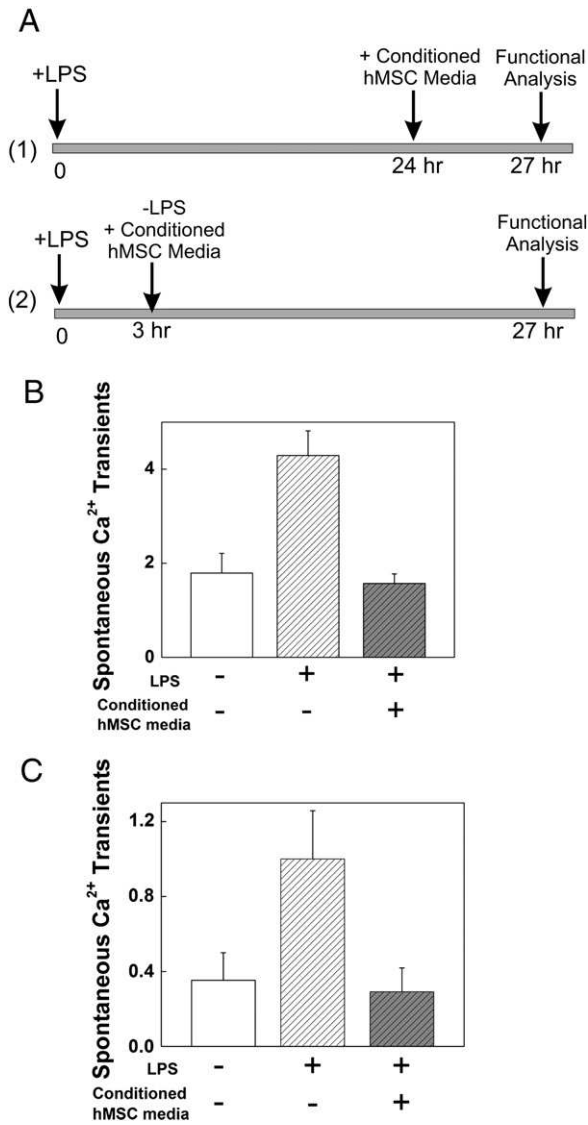 A
+LPS
+ Conditioned
hMSC Media
Functional
Analysis
(1)
0
24 hr
27 hr
+LPS
-LPS
+ Conditioned
hMSC Media
Functional
Analysis
(2)
0
3 hr
27 hr
B
Spontaneous Ca²⁺ Transients
4
2
0
LPS - + +
Conditioned
hMSC media - - +
C
Spontaneous Ca²⁺ Transients
1.2
0.8
0.4
0.0
LPS - + +
Conditioned
hMSC media - - +